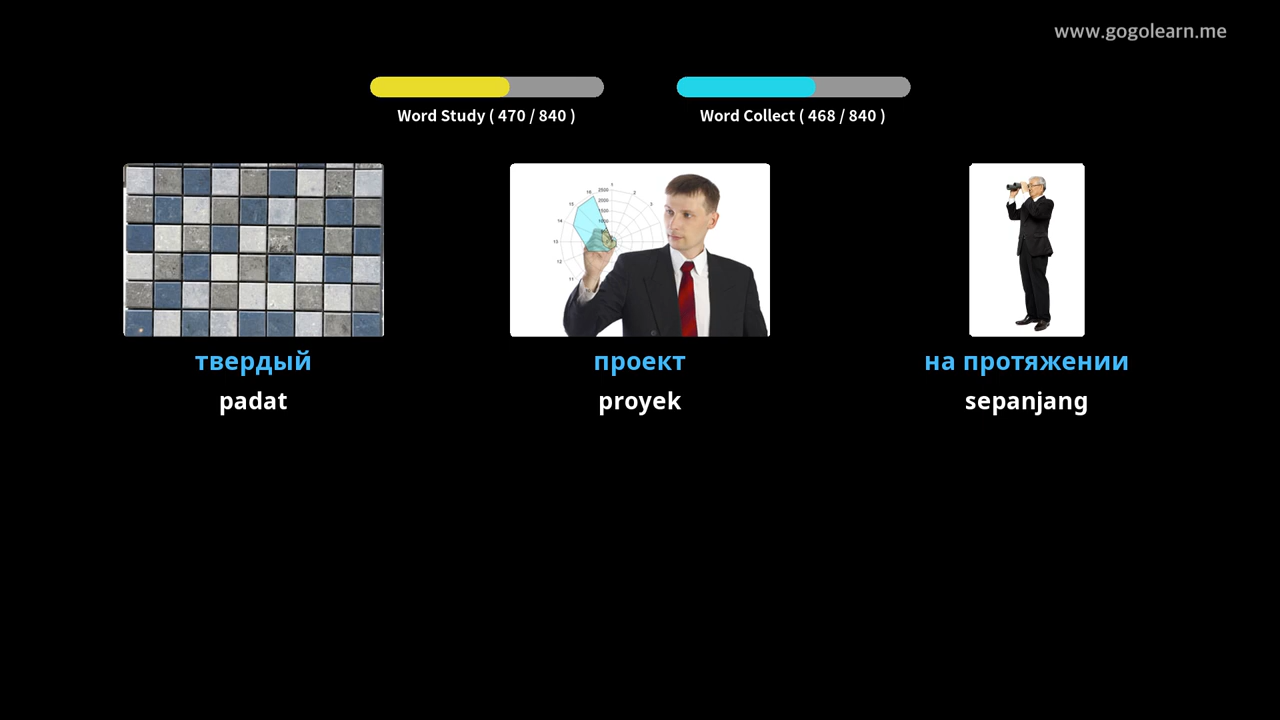 www.gogolearn.me
Word Study ( 470 / 840 )
Word Collect ( 468 / 840 )
твердый
padat
проект
proyek
на протяжении
sepanjang